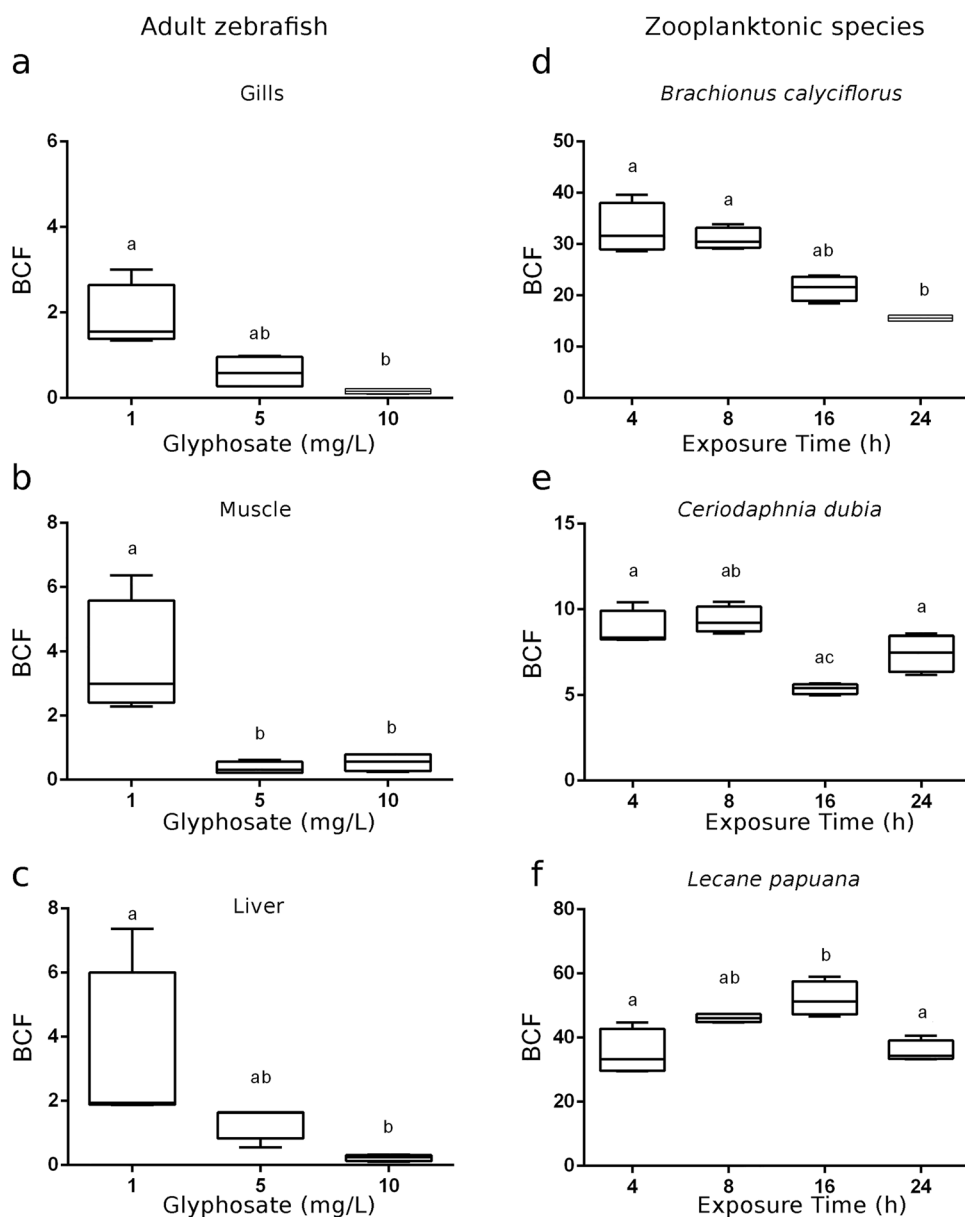 Adult zebrafish
Zooplanktonic species
a
Gills
6
4
2
0
BCF
a
ab
b
1 5 10
Glyphosate (mg/L)
d
Brachionus calyciflorus
50
40
30
20
10
0
BCF
a
a
ab
b
4 8 16 24
Exposure Time (h)
b
Muscle
8
6
4
2
0
BCF
a
b
b
1 5 10
Glyphosate (mg/L)
e
Ceriodaphnia dubia
15
10
5
0
BCF
a
ab
ac
a
4 8 16 24
Exposure Time (h)
c
Liver
8
6
4
2
0
BCF
a
ab
b
1 5 10
Glyphosate (mg/L)
f
Lecane papuana
80
60
40
20
0
BCF
a
ab
b
a
4 8 16 24
Exposure Time (h)